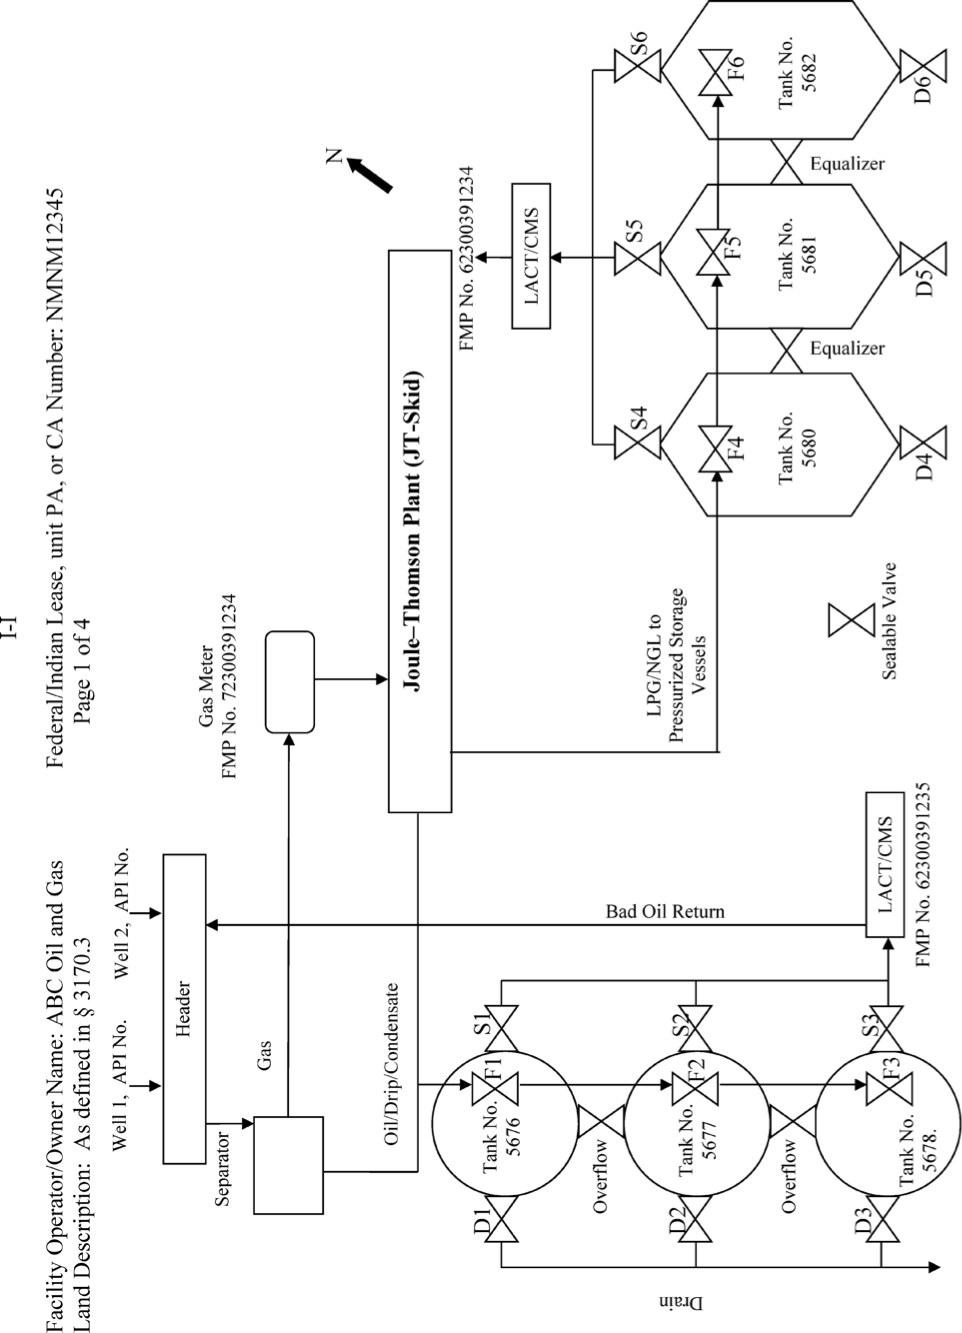 I-I
Facility Operator/Owner Name: ABC Oil and Gas
Federal/Indian Lease, unit PA, or CA Number: NMNM12345
Land Description: As defined in § 3170.3
Page 1 of 4
Well 1, API No.
Well 2, API No.
Header
Separator
Gas
Gas Meter
FMP No. 72300391234
N
Joule–Thomson Plant (JT-Skid)
FMP No. 62300391234
LACT/CMS
Oil/Drip/Condensate
Bad Oil Return
LPG/NGL to
Pressurized Storage
Vessels
S4
S5
S6
F4
F5
F6
Tank No.
5680
Tank No.
5681
Tank No.
5682
Equalizer
Equalizer
D4
D5
D6
Sealable Valve
D1
Tank No.
5676
F1
S1
Overflow
D2
Tank No.
5677
F2
S2
Overflow
D3
Tank No.
5678.
F3
S3
LACT/CMS
FMP No. 62300391235
Drain